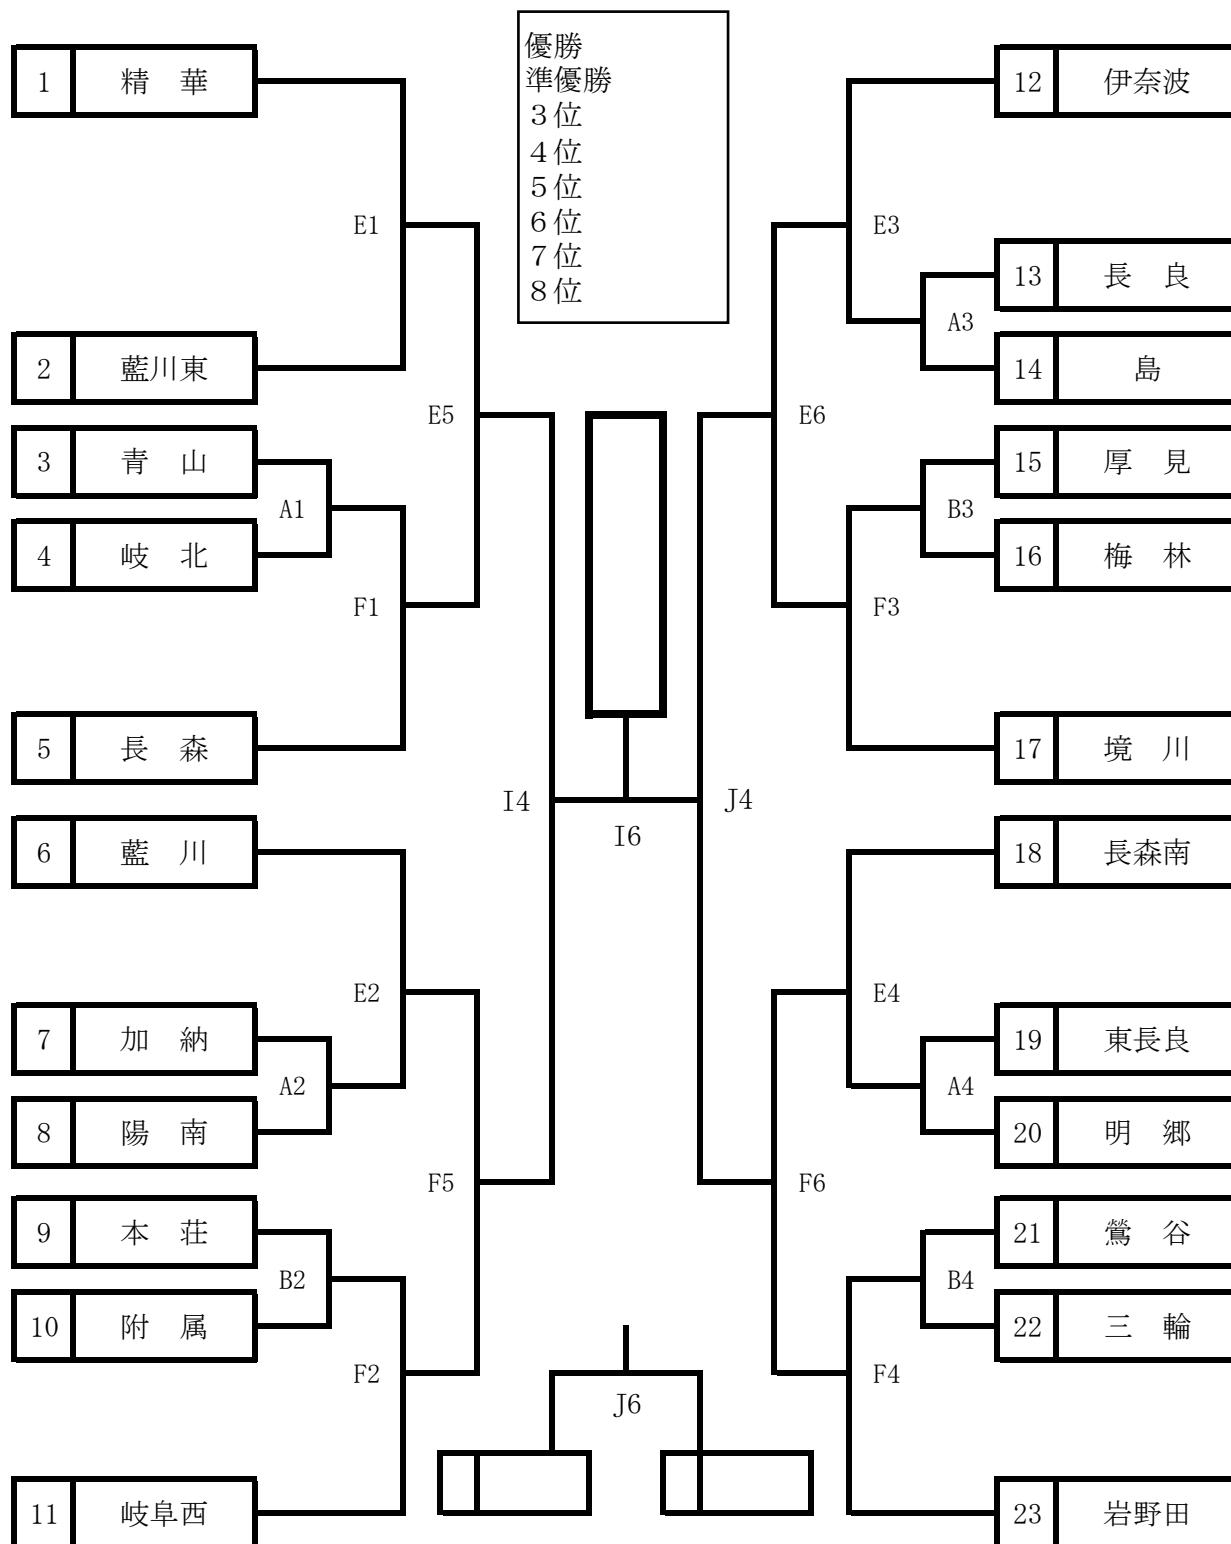 優勝
準優勝
３位
４位
５位
６位
７位
８位
1 精　華
2 藍川東
3 青　山
4 岐　北
5 長　森
6 藍　川
7 加　納
8 陽　南
9 本　荘
10 附　属
11 岐阜西
E1
A1
F1
E5
E2
A2
B2
F2
F5
I4
I6
J4
J6
E3
A3
E6
B3
F3
E4
A4
F6
B4
F4
12 伊奈波
13 長　良
14 島
15 厚　見
16 梅　林
17 境　川
18 長森南
19 東長良
20 明　郷
21 鶯　谷
22 三　輪
23 岩野田